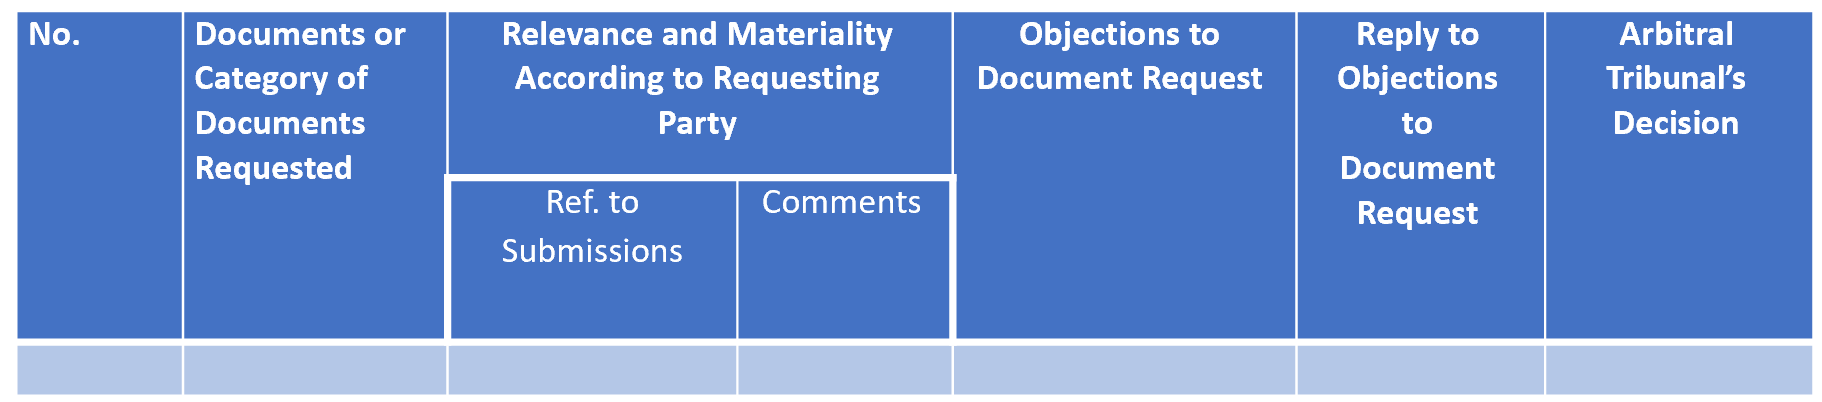 No.
Documents or
Category of
Documents
Requested
Relevance and Materiality
According to Requesting
Party
Ref. to
Submissions
Comments
Objections to
Document Request
Reply to
Objections
to
Document
Request
Arbitral
Tribunal’s
Decision